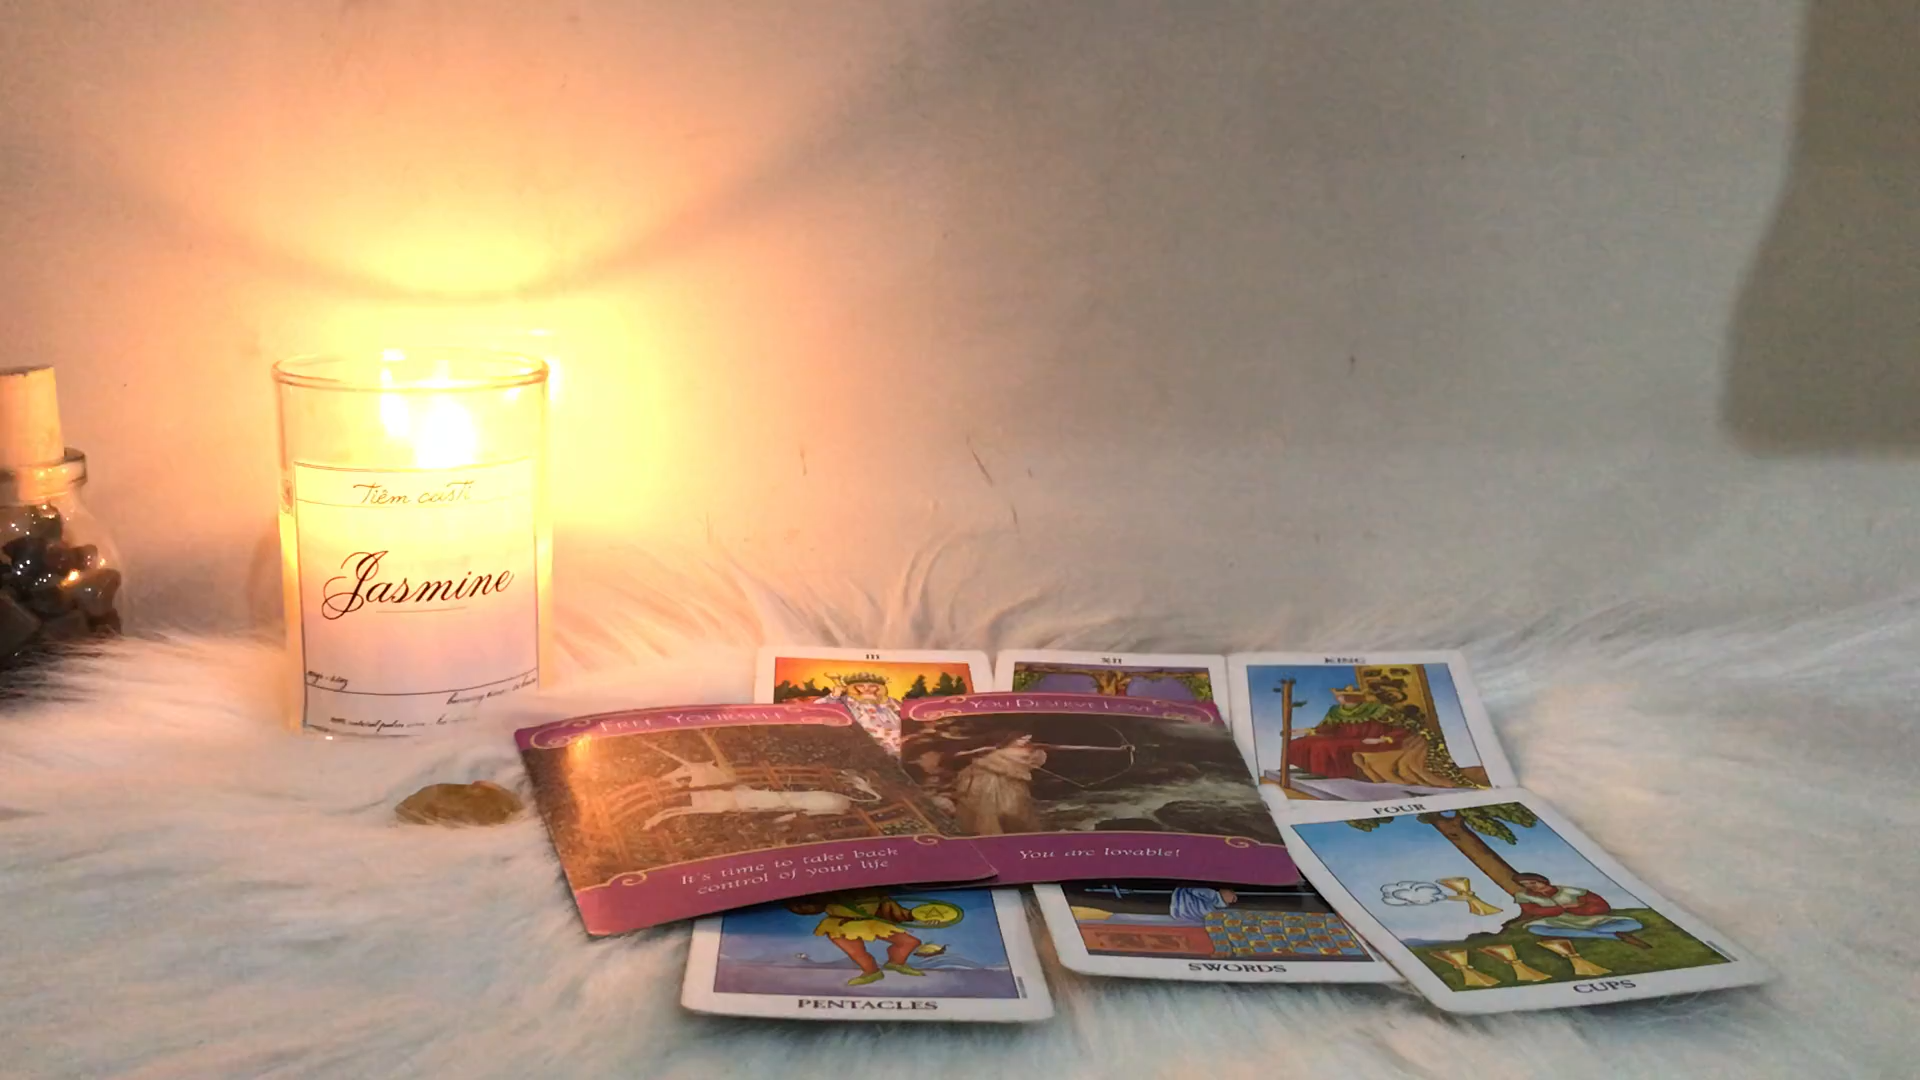 Tiệm casti
Jasmine
III
XII
KING
FREE YOURSELF
It's time to take back
control of your life
YOU DESERVE LOVE
You are lovable!
FOUR
CUPS
SWORDS
PENTACLES